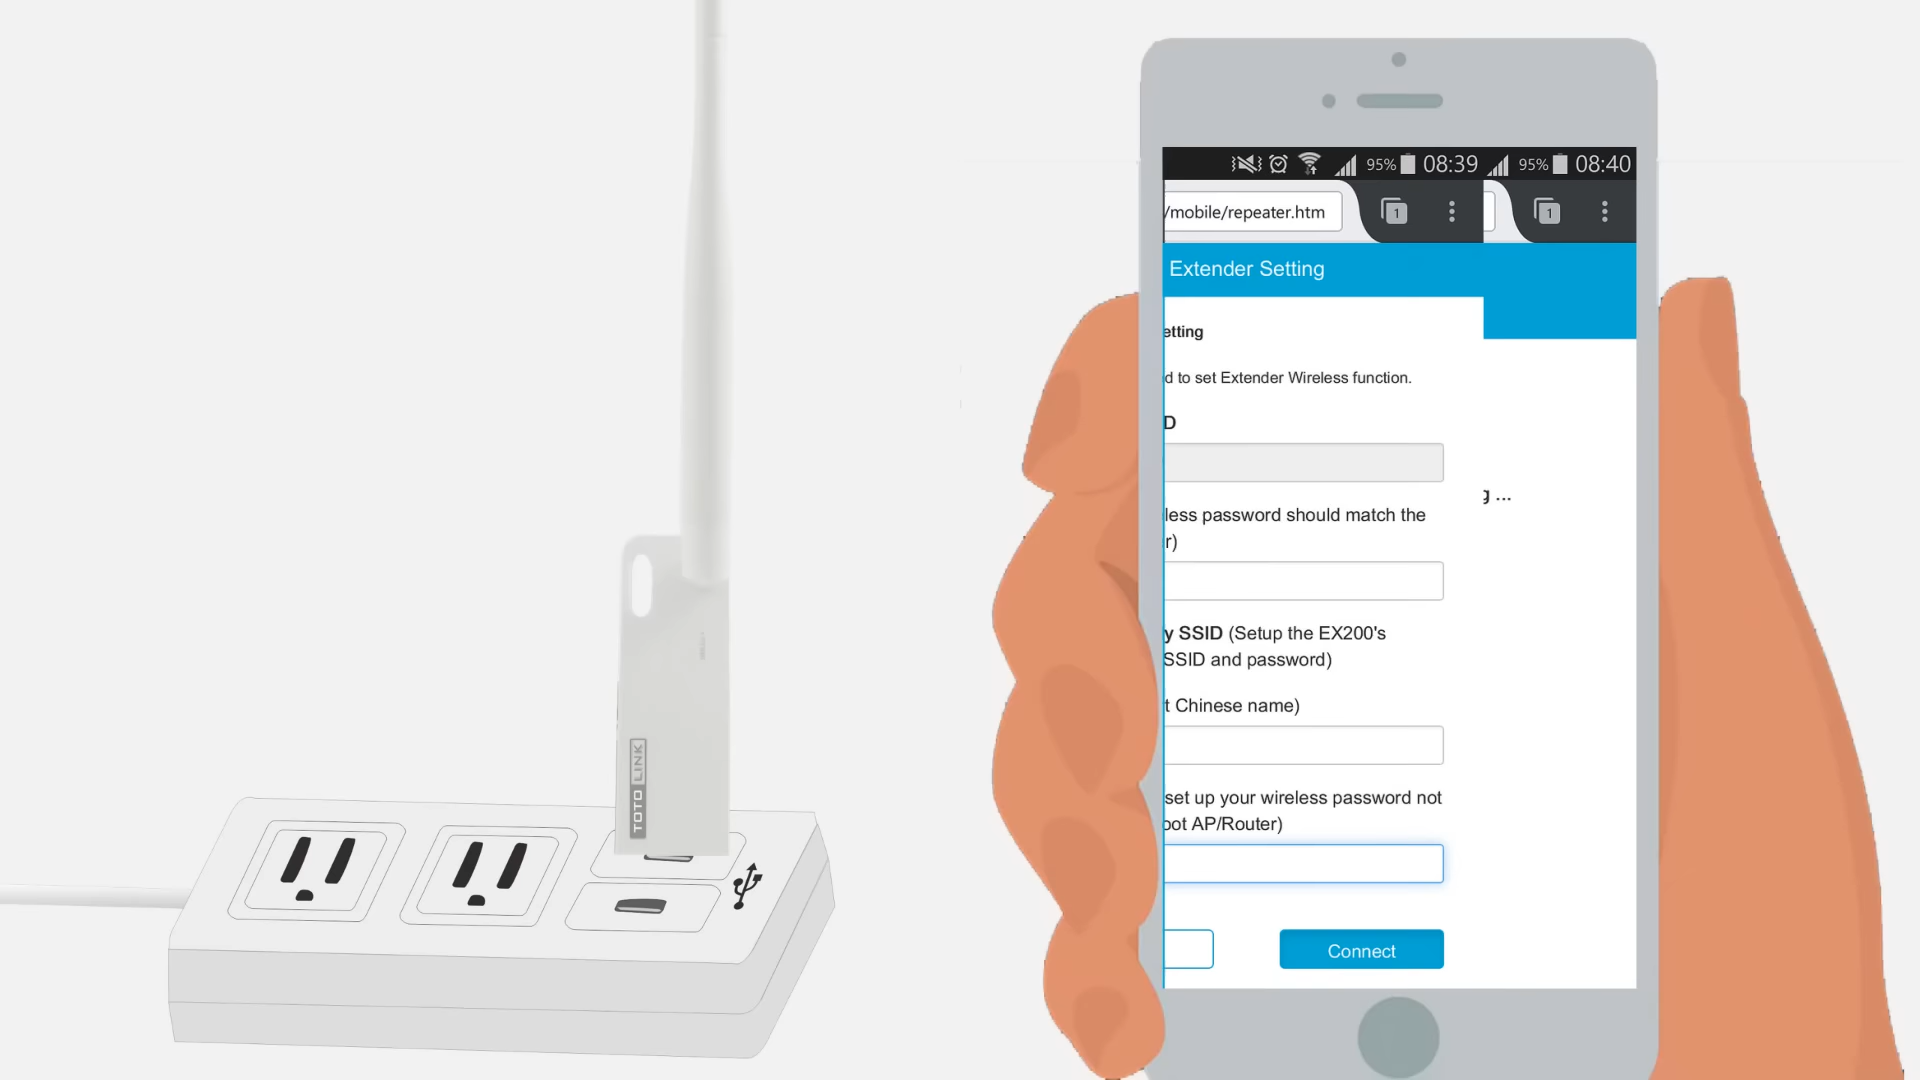 TOTO LINK
95% 08:39 95% 08:40
/mobile/repeater.htm 1 1
Extender Setting
etting
d to set Extender Wireless function.
D
g ...
less password should match the
r)
y SSID (Setup the EX200's
SSID and password)
t Chinese name)
set up your wireless password not
oot AP/Router)
Connect